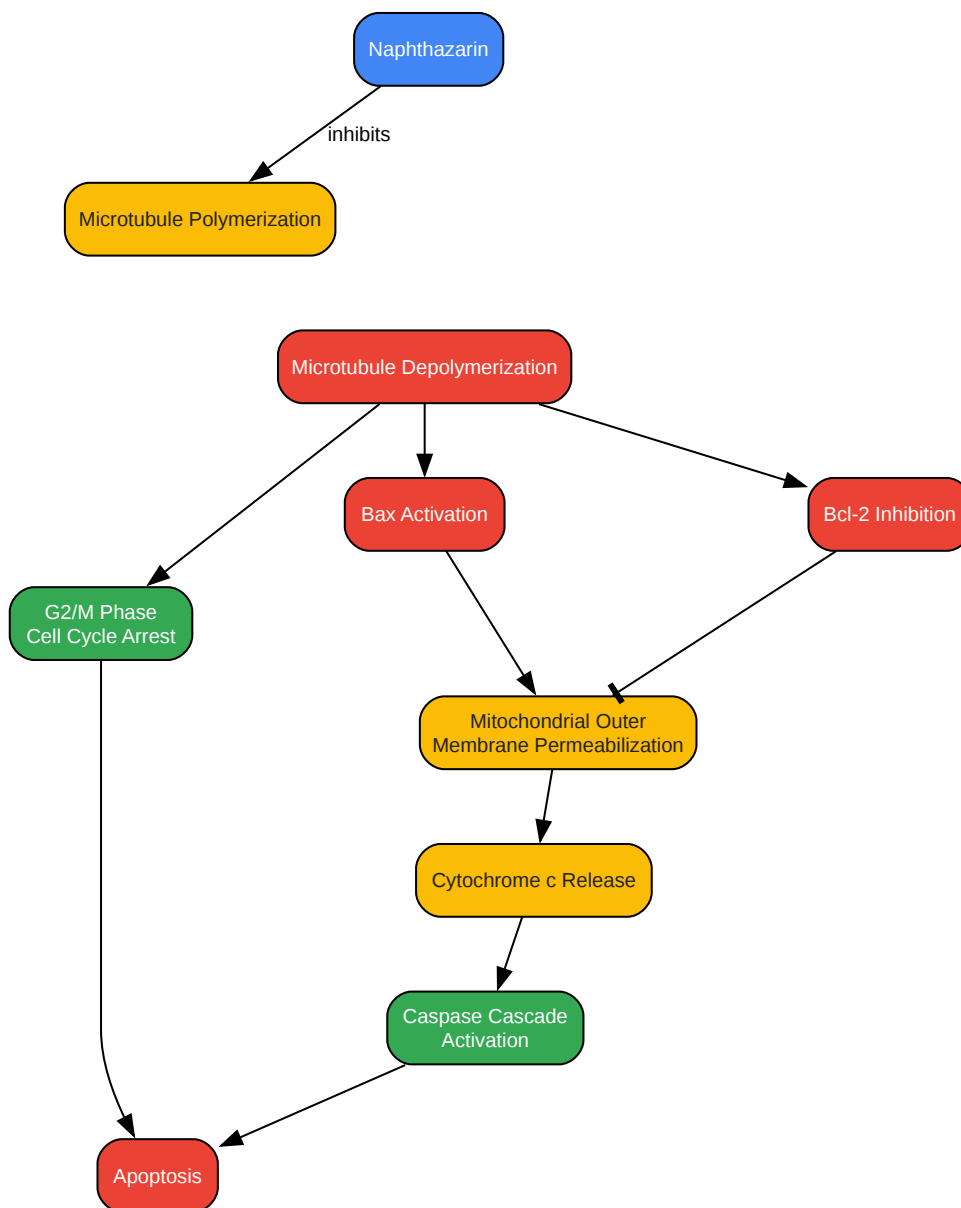 Naphthazarin
inhibits
Microtubule Polymerization
Microtubule Depolymerization
Bax Activation
Bcl-2 Inhibition
G2/M Phase
Cell Cycle Arrest
Mitochondrial Outer
Membrane Permeabilization
Cytochrome c Release
Caspase Cascade
Activation
Apoptosis